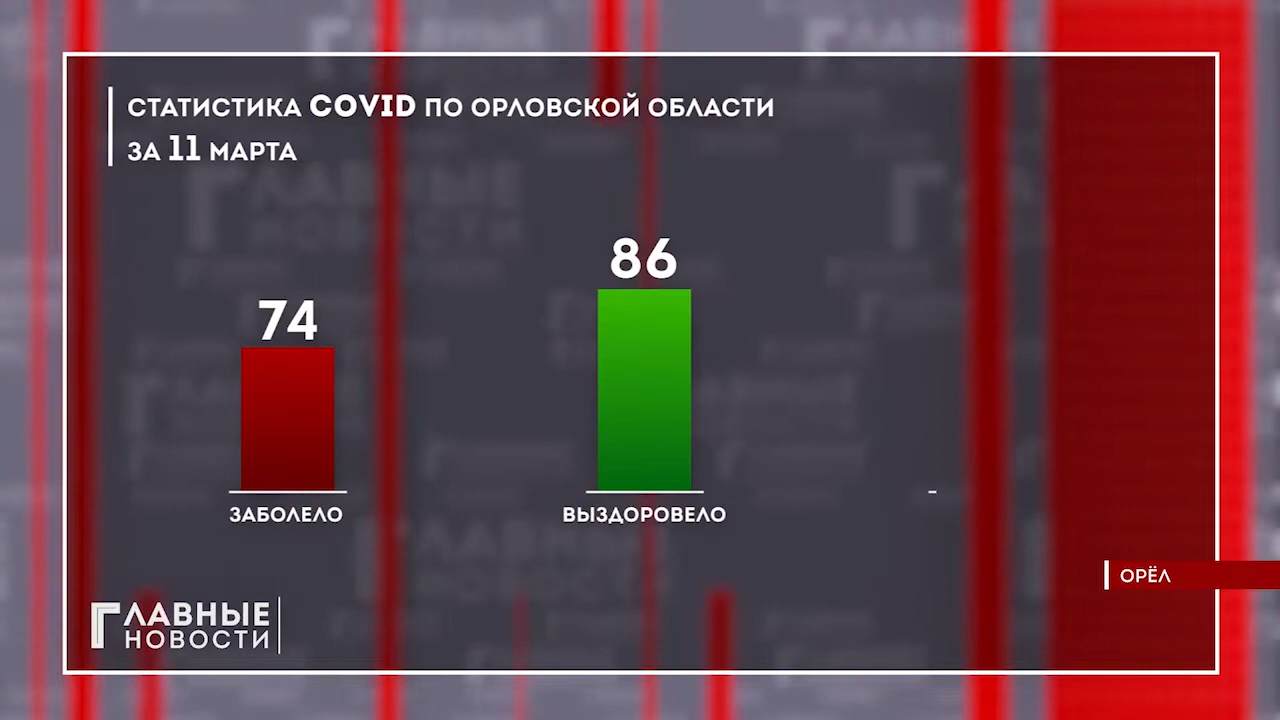 СТАТИСТИКА COVID ПО ОРЛОВСКОЙ ОБЛАСТИ
ЗА 11 МАРТА
74
86
ЗАБОЛЕЛО
ВЫЗДОРОВЕЛО
ОРЁЛ
ГЛАВНЫЕ
НОВОСТИ